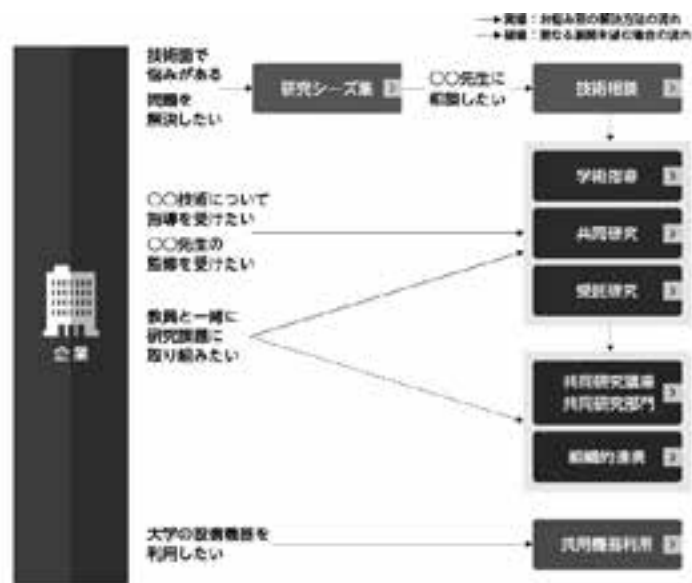 実線：お悩み別の解決方法の流れ
破線：更なる展開を望む場合の流れ
技術面で
悩みがある
問題を
解決したい
研究シーズ集
〇〇先生に
相談したい
技術相談
学術指導
〇〇技術について
指導を受けたい
共同研究
〇〇先生の
監修を受けたい
受託研究
企業
教員と一緒に
研究課題に
取り組みたい
共同研究講座
共同研究部門
組織的連携
大学の設備機器を
利用したい
共用機器利用